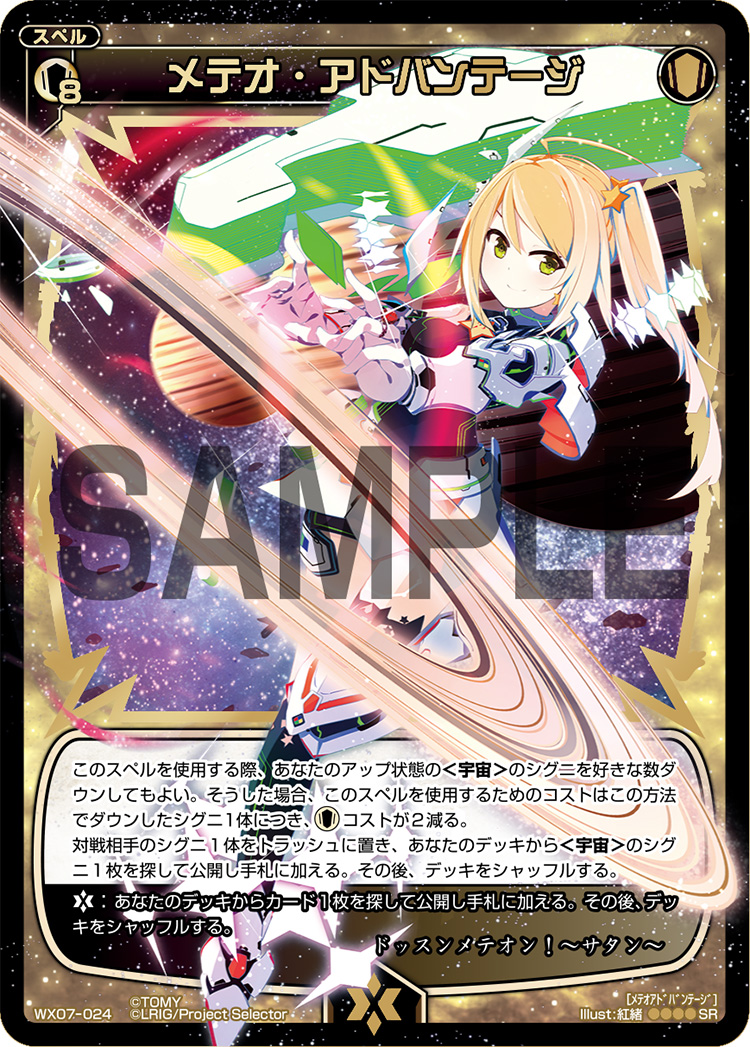 スペル
8
メテオ・アドバンテージ
SAMPLE
このスペルを使用する際、あなたのアップ状態の<宇宙>のシグニを好きな数ダ
ウンしてもよい。そうした場合、このスペルを使用するためのコストはこの方法
でダウンしたシグニ1体につき、コストが2減る。
対戦相手のシグニ1体をトラッシュに置き、あなたのデッキから<宇宙>のシグ
ニ1枚を探して公開し手札に加える。その後、デッキをシャッフルする。
:あなたのデッキからカード1枚を探して公開し手札に加える。その後、デッ
キをシャッフルする。
ドッスンメテオン!〜サタン〜
WX07-024
©TOMY
©LRIG/Project Selector
[メテオアドバンテージ]
Illust:紅緒
SR